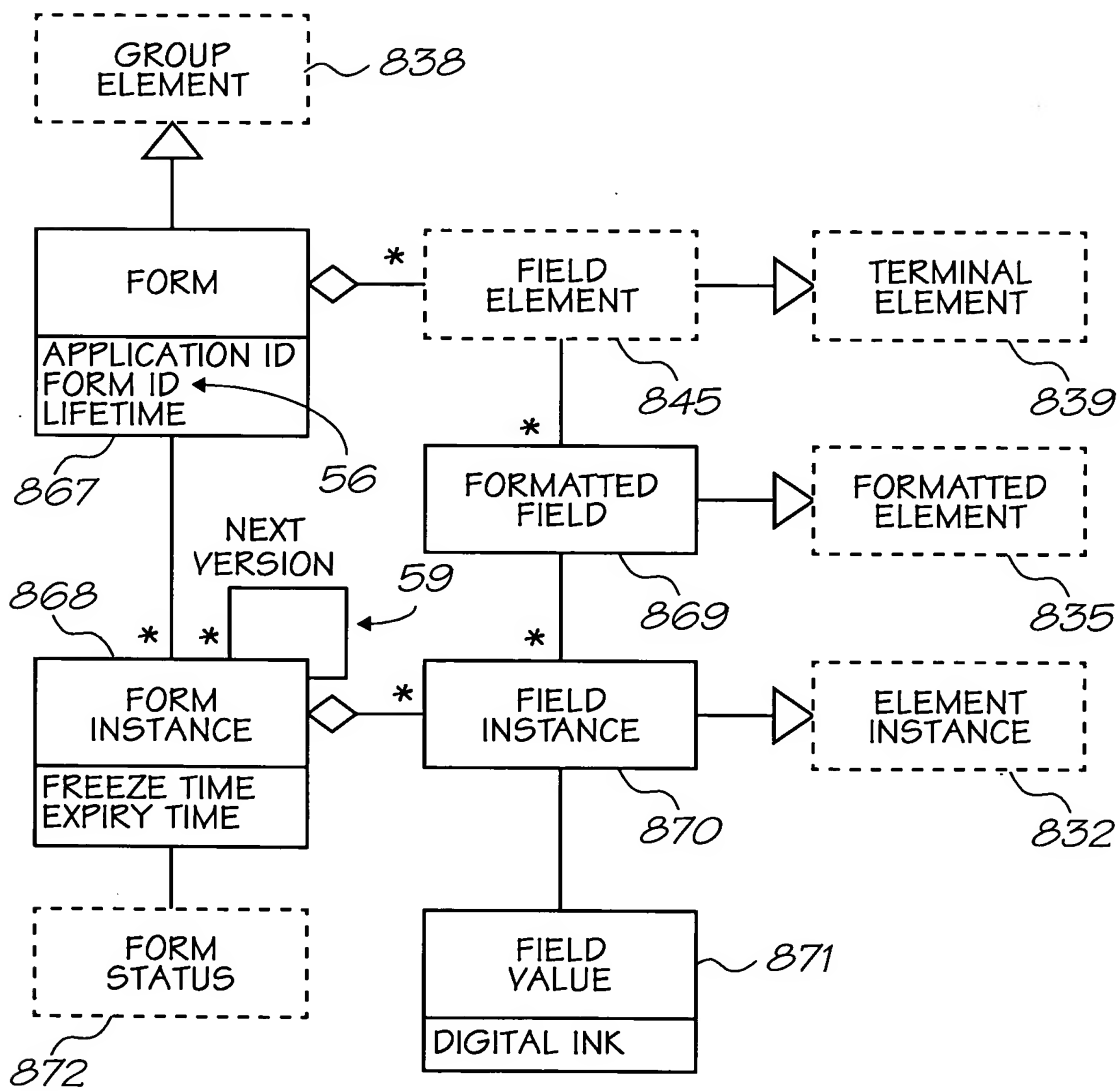 GROUP
ELEMENT
838
FORM
*
FIELD
ELEMENT
TERMINAL
ELEMENT
APPLICATION ID
FORM ID
LIFETIME
867
56
845
839
*
FORMATTED
FIELD
FORMATTED
ELEMENT
NEXT
VERSION
868
59
869
835
*
*
*
FORM
INSTANCE
*
FIELD
INSTANCE
ELEMENT
INSTANCE
FREEZE TIME
EXPIRY TIME
870
832
FORM
STATUS
872
FIELD
VALUE
871
DIGITAL INK